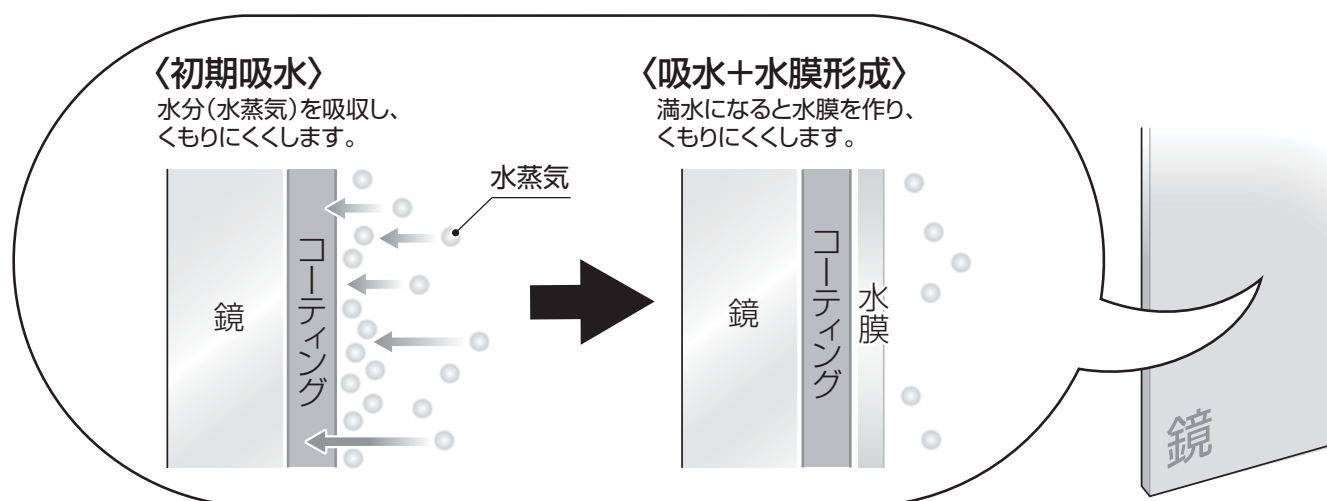 〈初期吸水〉
水分(水蒸気)を吸収し、
くもりにくくします。
水蒸気
鏡
コーティング
〈吸水+水膜形成〉
満水になると水膜を作り、
くもりにくくします。
鏡
コーティング
水膜
鏡